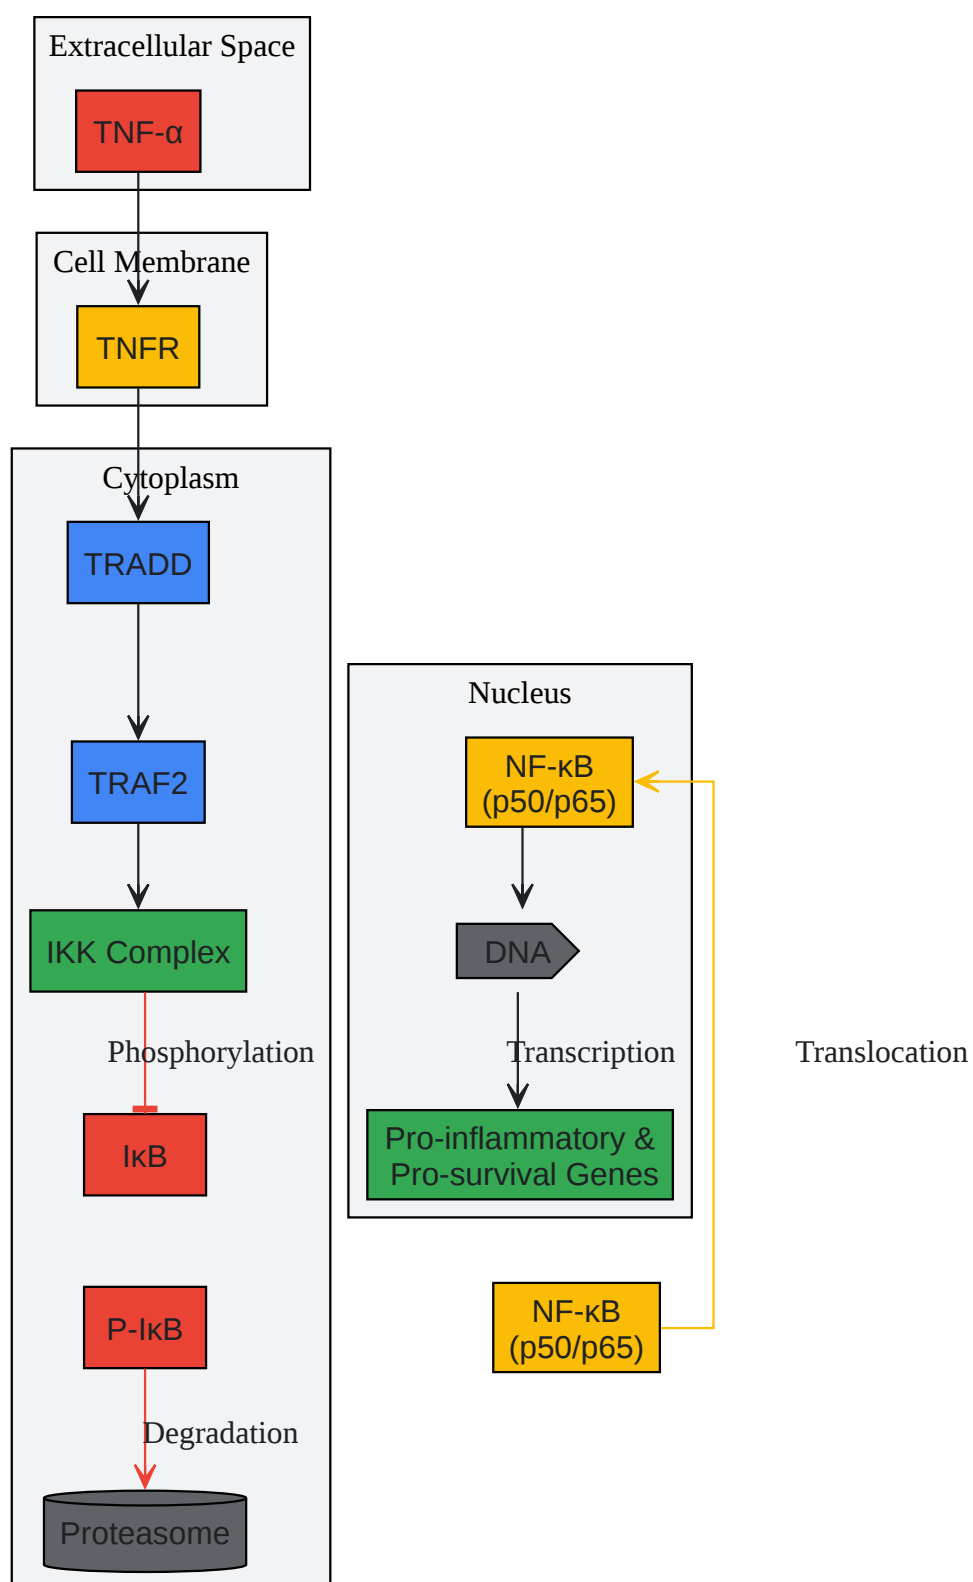 Extracellular Space
TNF-α
Cell Membrane
TNFR
Cytoplasm
TRADD
TRAF2
IKK Complex
Phosphorylation
IκB
P-IκB
Degradation
Proteasome
Nucleus
NF-κB
(p50/p65)
DNA
Transcription
Pro-inflammatory &
Pro-survival Genes
NF-κB
(p50/p65)
Translocation